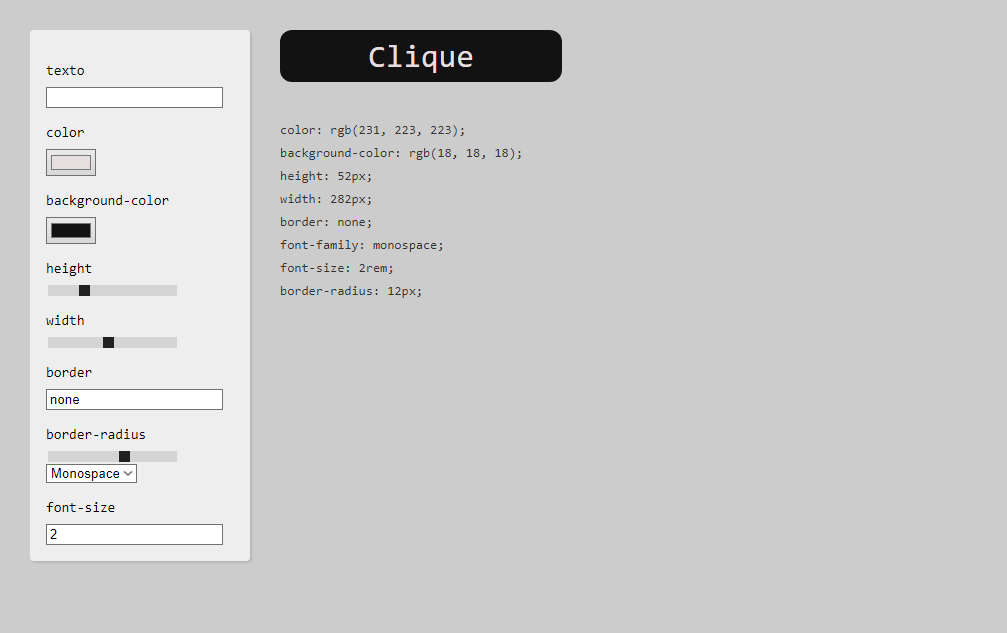 texto
color
background-color
height
width
border
none
border-radius
Monospace
font-size
2
Clique
color: rgb(231, 223, 223);
background-color: rgb(18, 18, 18);
height: 52px;
width: 282px;
border: none;
font-family: monospace;
font-size: 2rem;
border-radius: 12px;